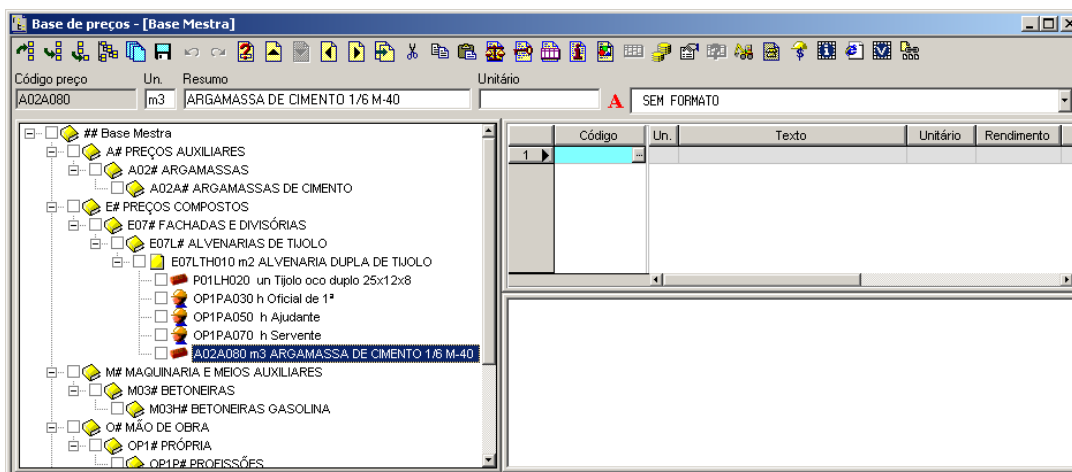 Base de preços - [Base Mestra]
Código preço Un. Resumo Unitário
A02A080 m3 ARGAMASSA DE CIMENTO 1/6 M-40 A SEM FORMATO
## Base Mestra
A# PREÇOS AUXILIARES
A02# ARGAMASSAS
A02A# ARGAMASSAS DE CIMENTO
E# PREÇOS COMPOSTOS
E07# FACHADAS E DIVISÓRIAS
E07L# ALVENARIAS DE TIJOLO
E07LTH010 m2 ALVENARIA DUPLA DE TIJOLO
P01LH020 un Tijolo oco duplo 25x12x8
OP1PA030 h Oficial de 1ª
OP1PA050 h Ajudante
OP1PA070 h Servente
A02A080 m3 ARGAMASSA DE CIMENTO 1/6 M-40
M# MAQUINARIA E MEIOS AUXILIARES
M03# BETONEIRAS
M03H# BETONEIRAS GASOLINA
O# MÃO DE OBRA
OP1# PRÓPRIA
OP1P# PROFISSÕES
Código Un. Texto Unitário Rendimento
1 ...